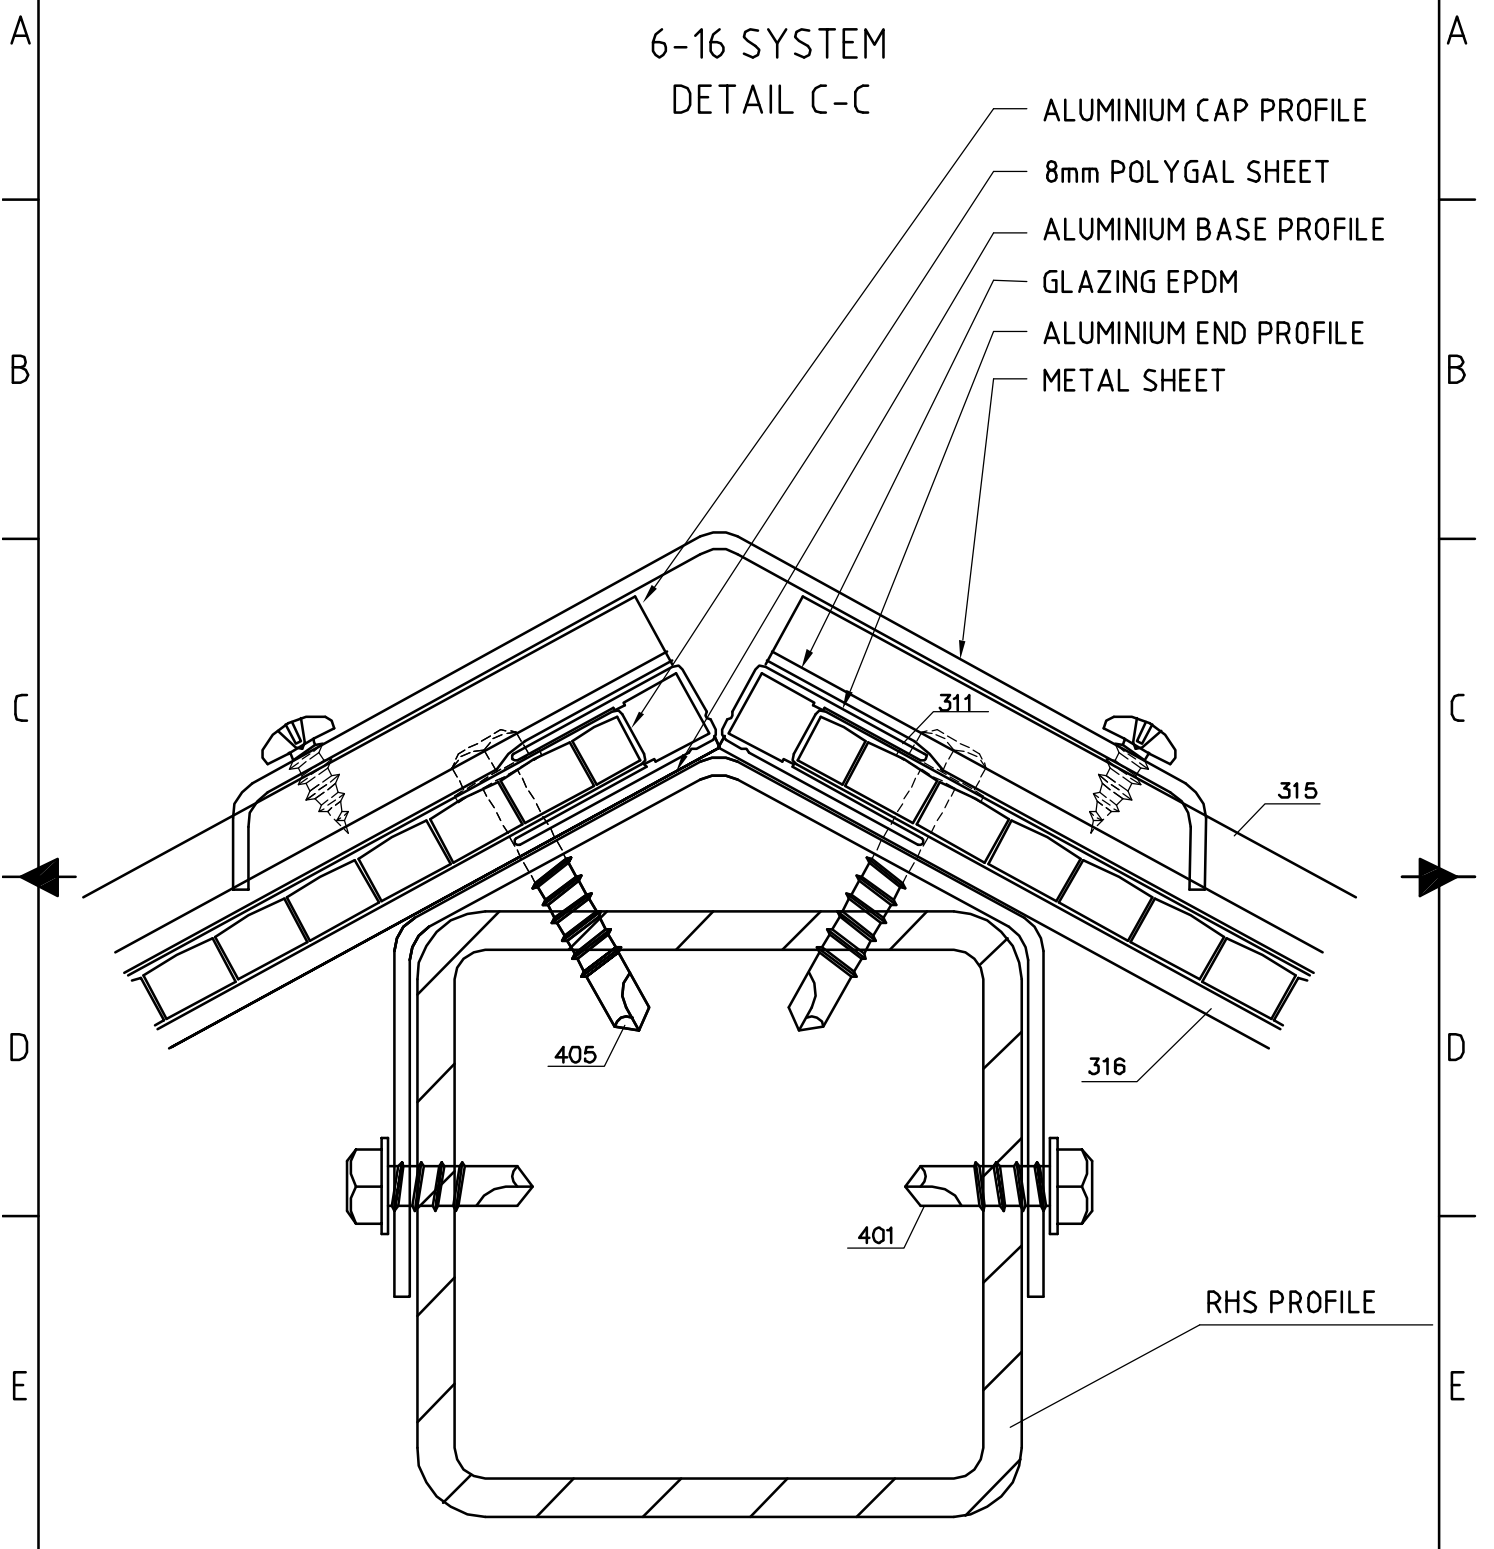 A
A
6-16 SYSTEM
DETAIL C-C
ALUMINIUM CAP PROFILE
8mm POLYGAL SHEET
ALUMINIUM BASE PROFILE
GLAZING EPDM
ALUMINIUM END PROFILE
B
B
METAL SHEET
C
C
311
315
D
D
405
316
401
RHS PROFILE
E
E